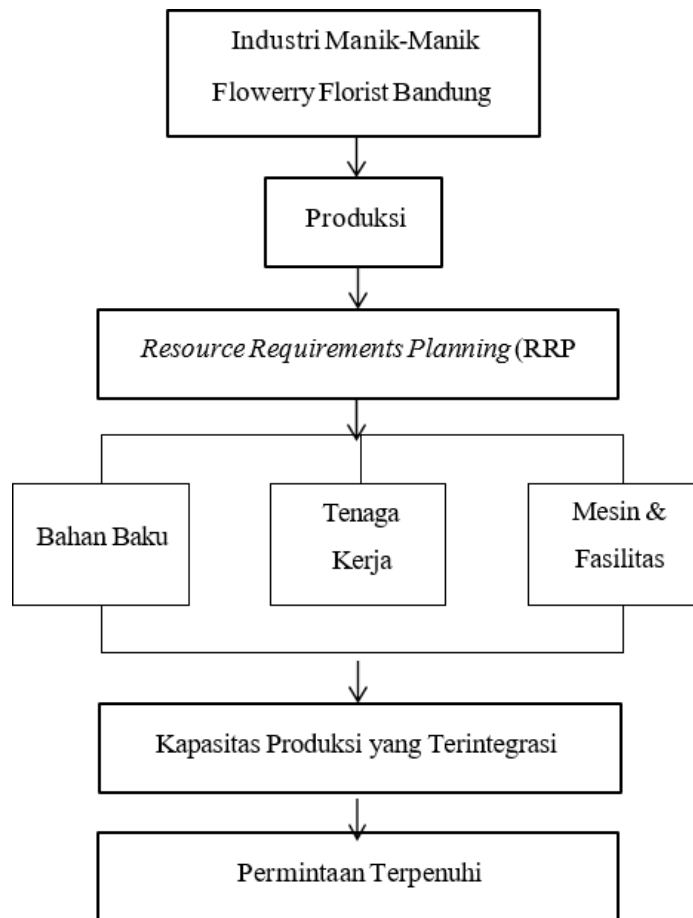 Industri Manik-Manik
Flowerry Florist Bandung
Produksi
Resource Requirements Planning (RRP
Bahan Baku
Tenaga
Kerja
Mesin &
Fasilitas
Kapasitas Produksi yang Terintegrasi
Permintaan Terpenuhi